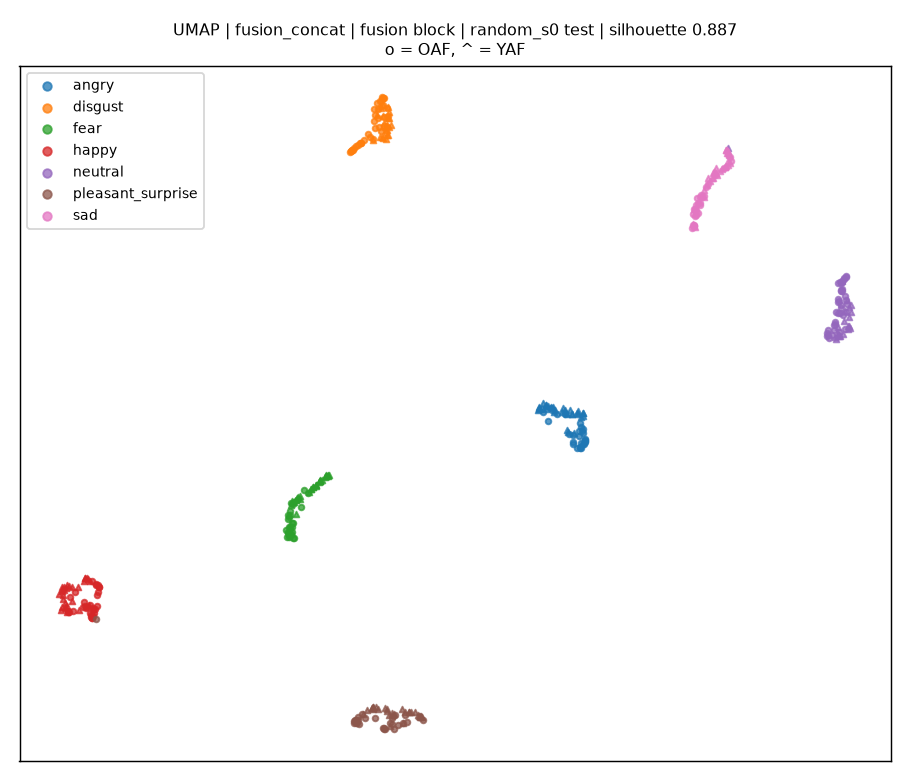 UMAP | fusion_concat | fusion block | random_s0 test | silhouette 0.887
o = OAF, ^ = YAF
angry
disgust
fear
happy
neutral
pleasant_surprise
sad